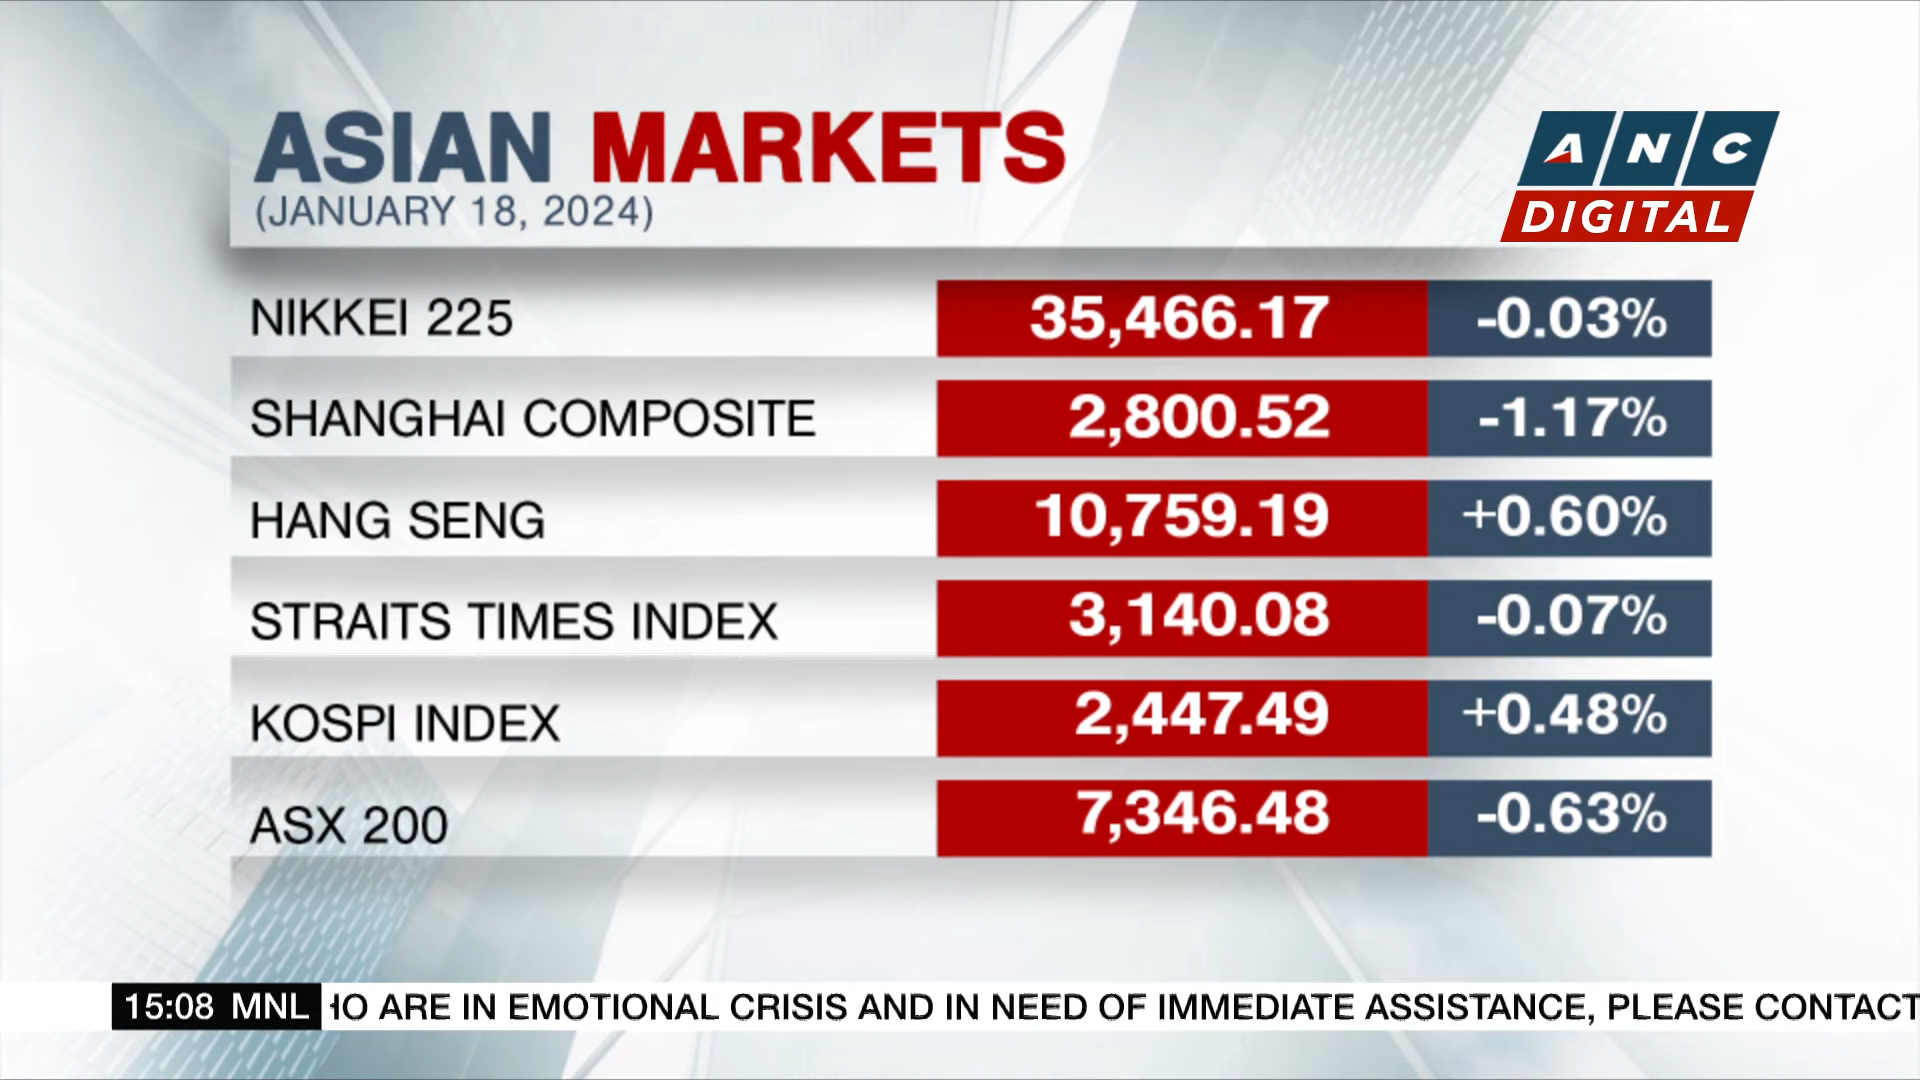 ASIAN MARKETS
(JANUARY 18, 2024)
ANC
DIGITAL
NIKKEI 225 35,466.17 -0.03%
SHANGHAI COMPOSITE 2,800.52 -1.17%
HANG SENG 10,759.19 +0.60%
STRAITS TIMES INDEX 3,140.08 -0.07%
KOSPI INDEX 2,447.49 +0.48%
ASX 200 7,346.48 -0.63%
15:08 MNL ARE IN EMOTIONAL CRISIS AND IN NEED OF IMMEDIATE ASSISTANCE, PLEASE CONTACT